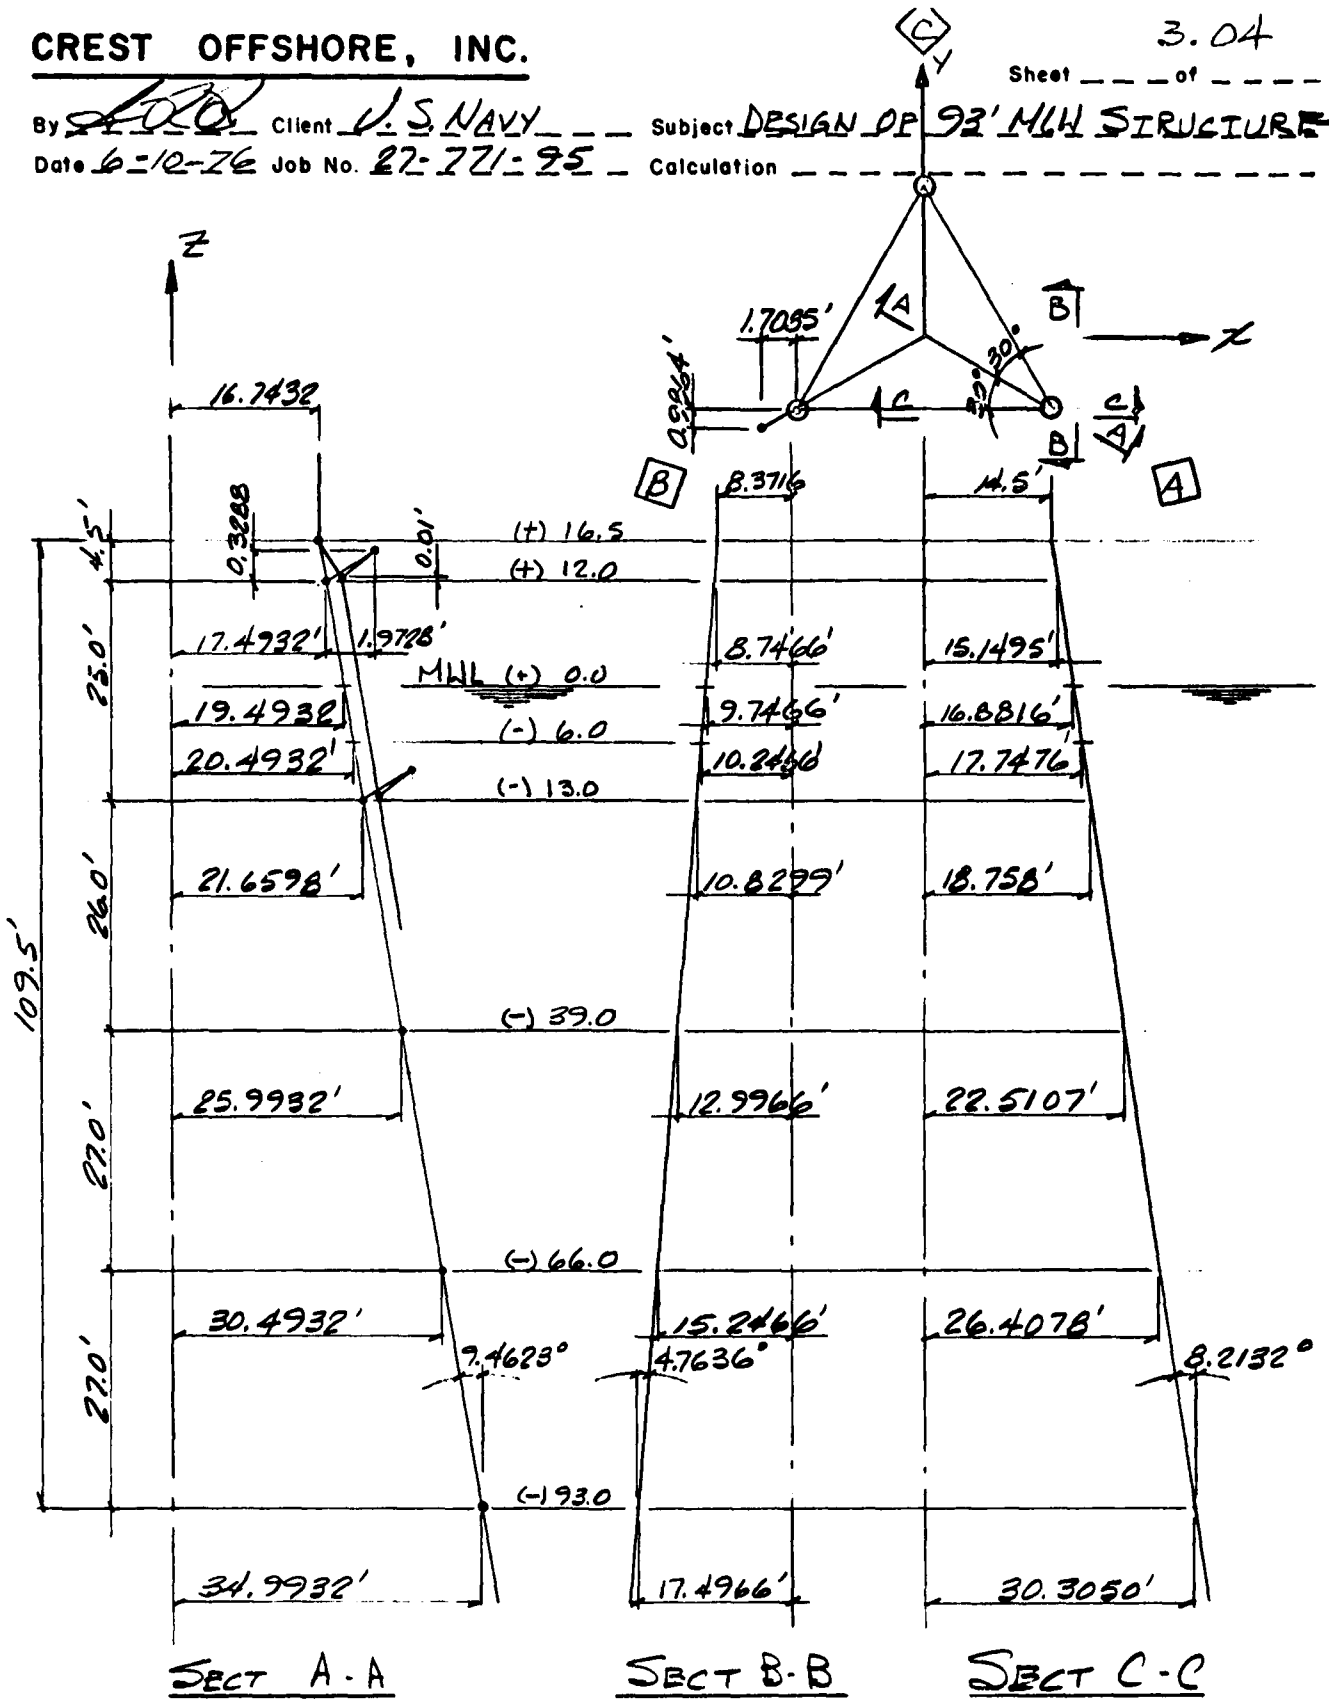 CREST OFFSHORE, INC.
3.04
Sheet of
By Client U.S. NAVY Subject DESIGN OF 93' MLW STRUCTURE
Date 6-10-76 Job No. 27-771-95 Calculation
C
Y
Z
1.7085'
A
B
X
30°
30°
0.9864'
C
C
A
B
B
A
16.7432
8.3716
14.5'
4.5'
0.3288
0.01'
(+) 16.5
(+) 12.0
17.4932'
1.9728'
8.7466'
15.1495'
25.0'
MWL (+) 0.0
19.4932
9.7466'
16.8816'
(-) 6.0
20.4932'
10.2466'
17.7476'
(-) 13.0
21.6598'
10.8299'
18.758'
26.0'
109.5'
(-) 39.0
25.9932'
12.9966'
22.5107'
27.0'
(-) 66.0
30.4932'
15.2466'
26.4078'
9.4623°
4.7636°
8.2132°
27.0'
(-) 93.0
34.9932'
17.4966'
30.3050'
SECT A-A
SECT B-B
SECT C-C